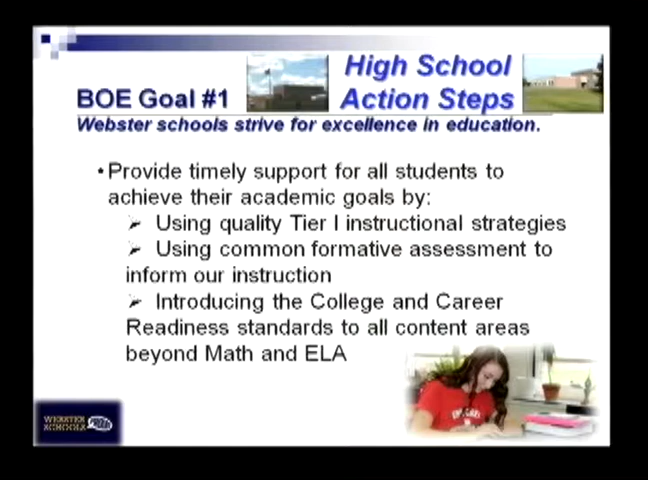 High School
BOE Goal #1 Action Steps
Webster schools strive for excellence in education.
• Provide timely support for all students to
achieve their academic goals by:
➢ Using quality Tier I instructional strategies
➢ Using common formative assessment to
inform our instruction
➢ Introducing the College and Career
Readiness standards to all content areas
beyond Math and ELA
WEBSTER
SCHOOLS